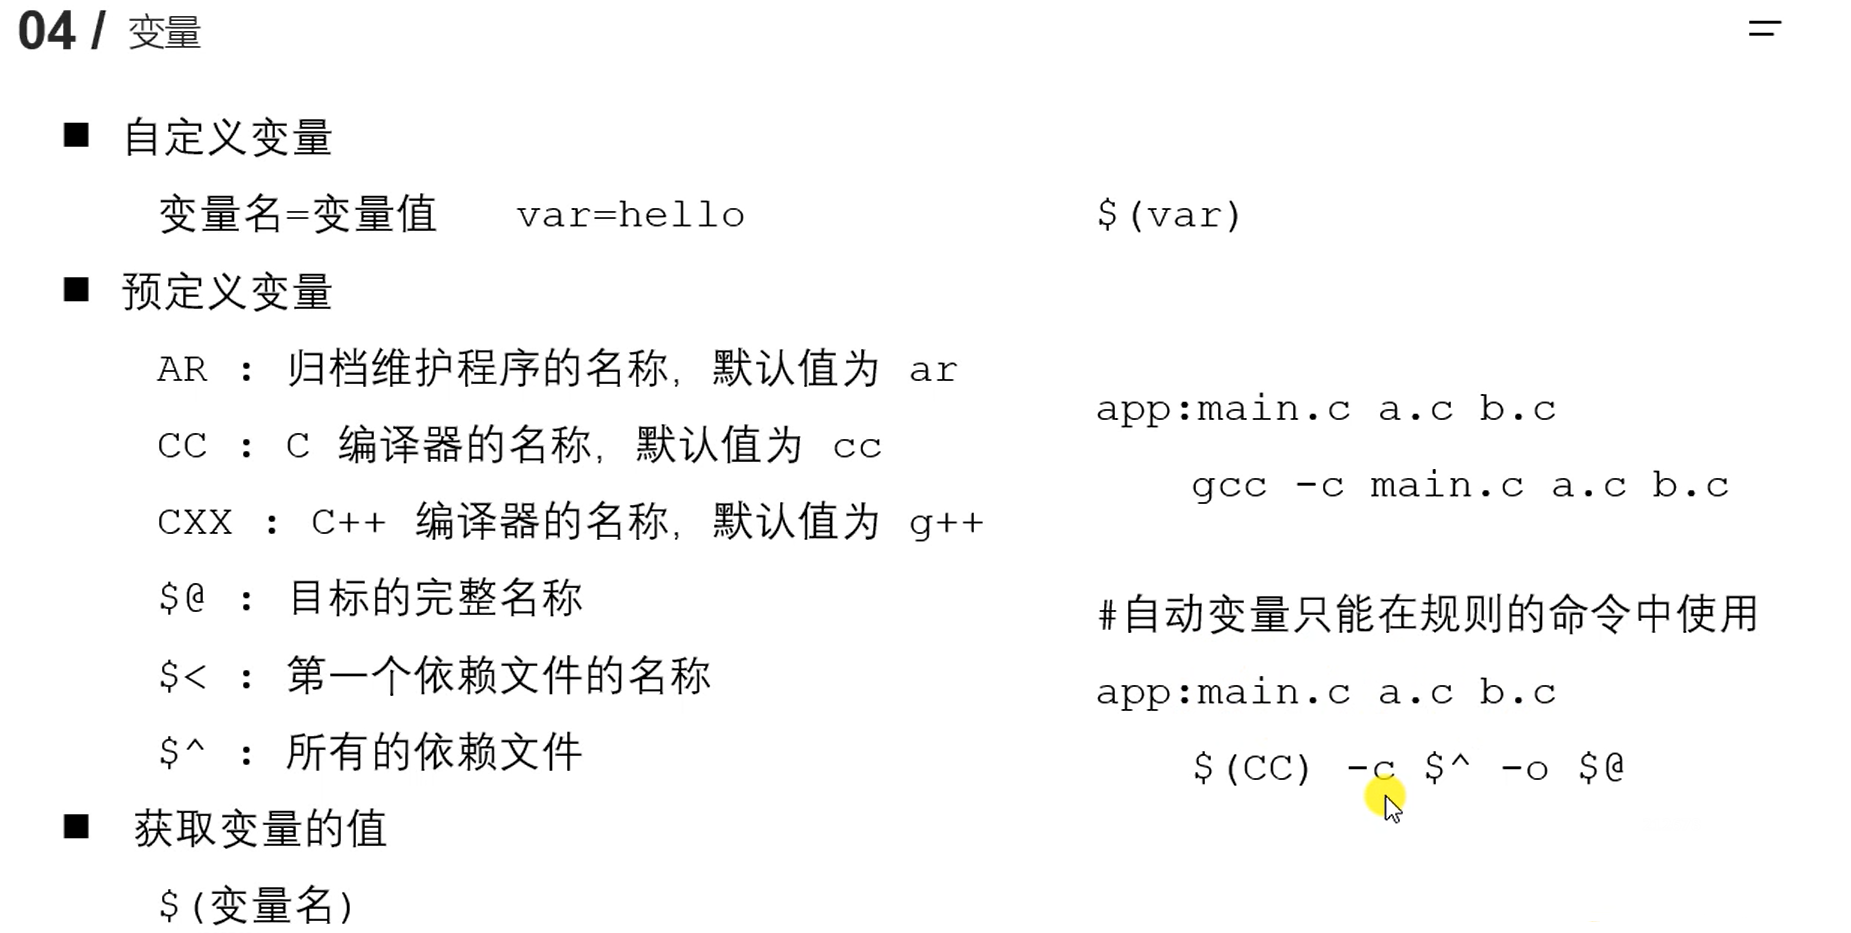 04 / 变量
■ 自定义变量
变量名=变量值 var=hello
$(var)
■ 预定义变量
AR : 归档维护程序的名称, 默认值为 ar
CC : C 编译器的名称, 默认值为 cc
CXX : C++ 编译器的名称, 默认值为 g++
$@ : 目标的完整名称
$< : 第一个依赖文件的名称
$^ : 所有的依赖文件
■ 获取变量的值
$(变量名)
app:main.c a.c b.c
gcc -c main.c a.c b.c
#自动变量只能在规则的命令中使用
app:main.c a.c b.c
$(CC) -c $^ -o $@